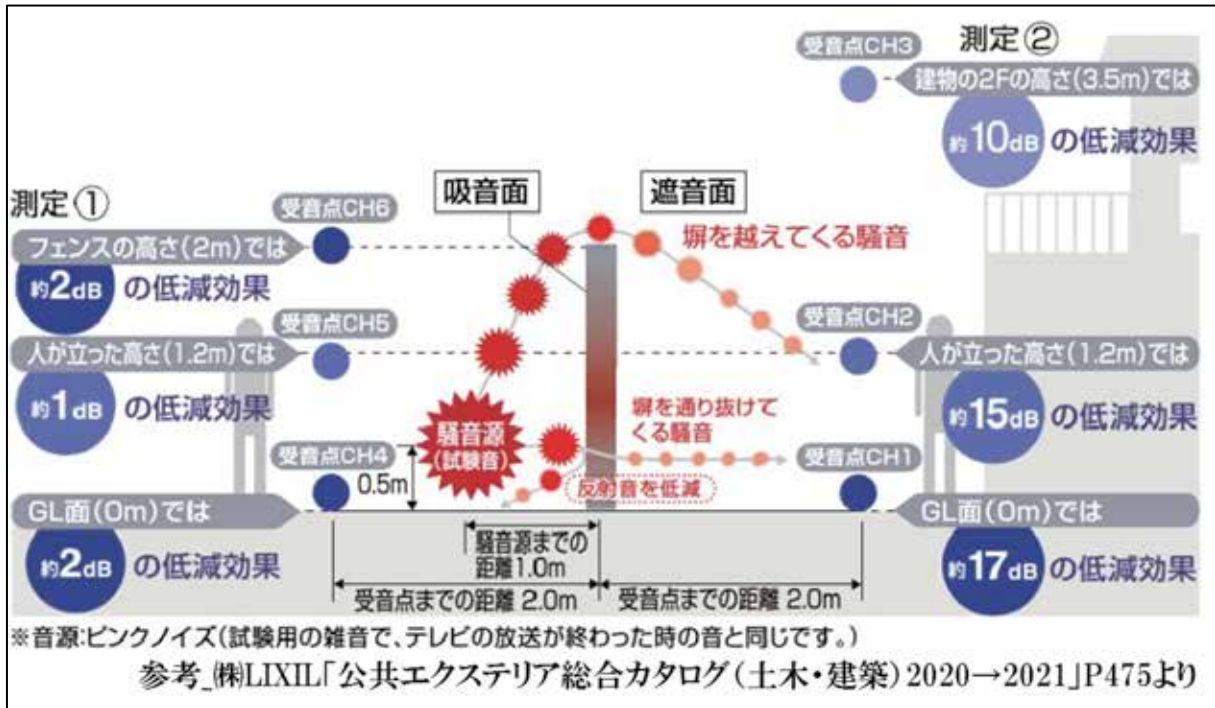 測定①
受音点CH6
フェンスの高さ(2m)では
約2dB の低減効果
受音点CH5
人が立った高さ(1.2m)では
約1dB の低減効果
受音点CH4
GL面(0m)では
約2dB の低減効果
吸音面
遮音面
塀を越えてくる騒音
騒音源
(試験音)
0.5m
塀を通り抜けて
くる騒音
反射音を低減
騒音源までの
距離1.0m
受音点までの距離 2.0m
受音点までの距離 2.0m
測定②
受音点CH3
建物の2Fの高さ(3.5m)では
約10dB の低減効果
受音点CH2
人が立った高さ(1.2m)では
約15dB の低減効果
受音点CH1
GL面(0m)では
約17dB の低減効果
※音源:ピンクノイズ(試験用の雑音で、テレビの放送が終わった時の音と同じです。)
参考_㈱LIXIL「公共エクステリア総合カタログ(土木・建築)2020→2021」P475より